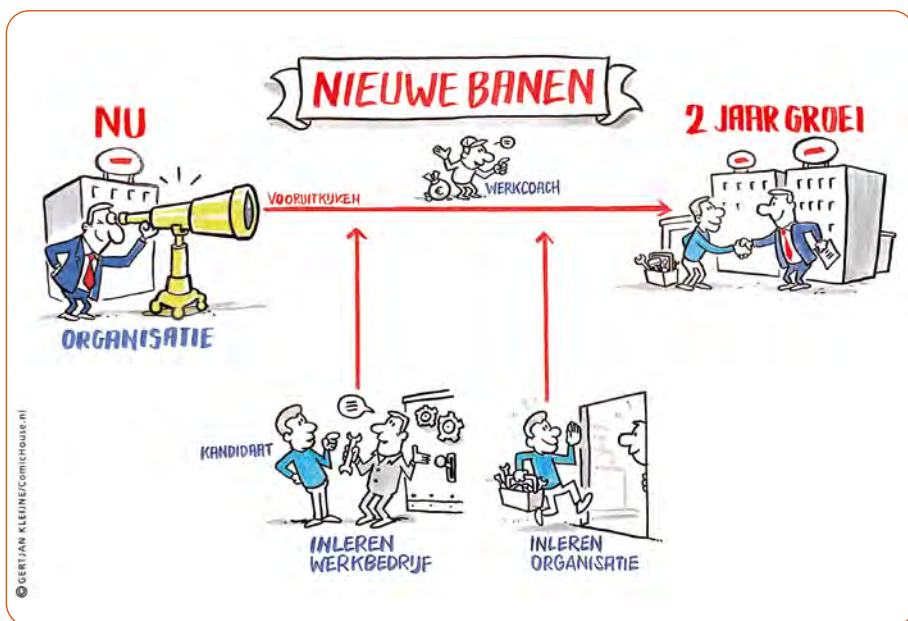 NIEUWE BANEN
NU
2 JAAR GROEI
VOORUITKIJKEN
WERKCOACH
€
ORGANISATIE
KANDIDAAT
INLEREN
WERKBEDRIJF
INLEREN
ORGANISATIE
©GERTJAN KLEIJNE/ComicHouse.nl